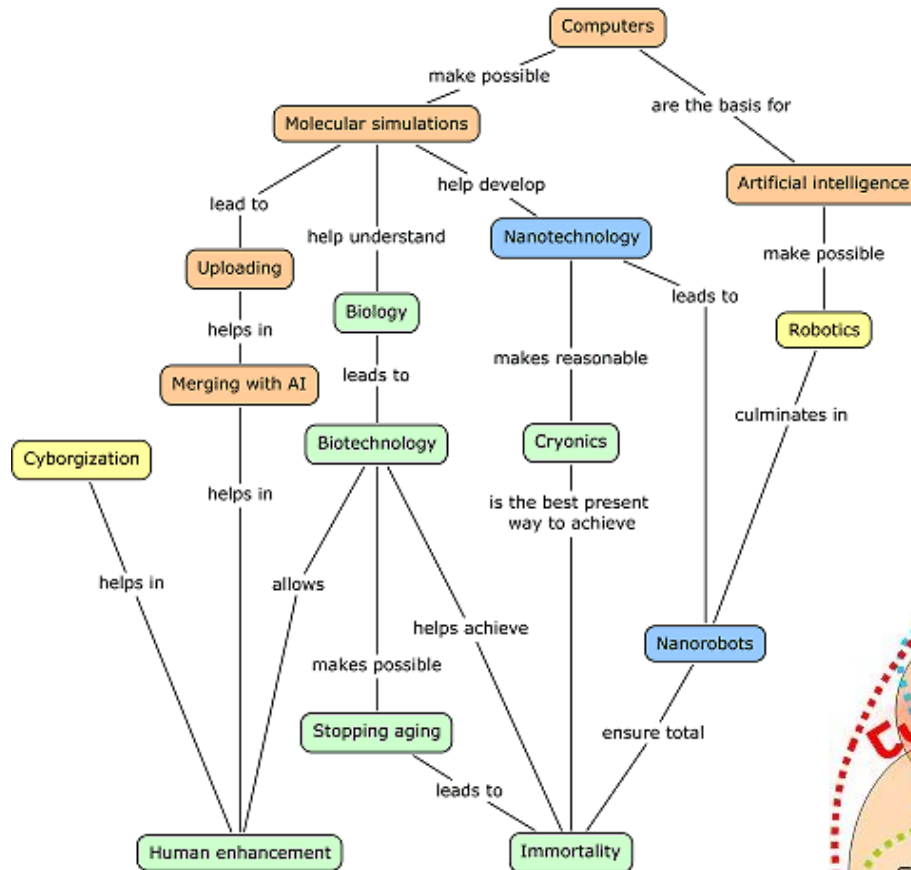 Computers
make possible
are the basis for
Molecular simulations
Artificial intelligence
lead to
help develop
help understand
Nanotechnology
make possible
Uploading
leads to
Biology
Robotics
helps in
makes reasonable
leads to
Merging with AI
culminates in
Cyborgization
Biotechnology
Cryonics
helps in
is the best present
way to achieve
helps in
allows
helps achieve
Nanorobots
makes possible
Stopping aging
ensure total
leads to
Human enhancement
Immortality